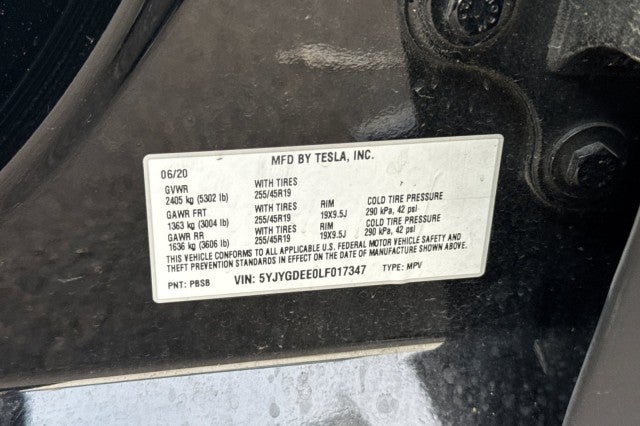 MFD BY TESLA, INC.
06/20
GVWR WITH TIRES
2405 kg (5302 lb) 255/45R19 RIM COLD TIRE PRESSURE
GAWR FRT WITH TIRES 19X9.5J 290 kPa, 42 psi
1363 kg (3004 lb) 255/45R19 RIM COLD TIRE PRESSURE
GAWR RR WITH TIRES 19X9.5J 290 kPa, 42 psi
1636 kg (3606 lb) 255/45R19
THIS VEHICLE CONFORMS TO ALL APPLICABLE U.S. FEDERAL MOTOR VEHICLE SAFETY AND
THEFT PREVENTION STANDARDS IN EFFECT ON THE DATE OF MANUFACTURE SHOWN ABOVE.
PNT: PBSB VIN: 5YJYGDEE0LF017347 TYPE: MPV